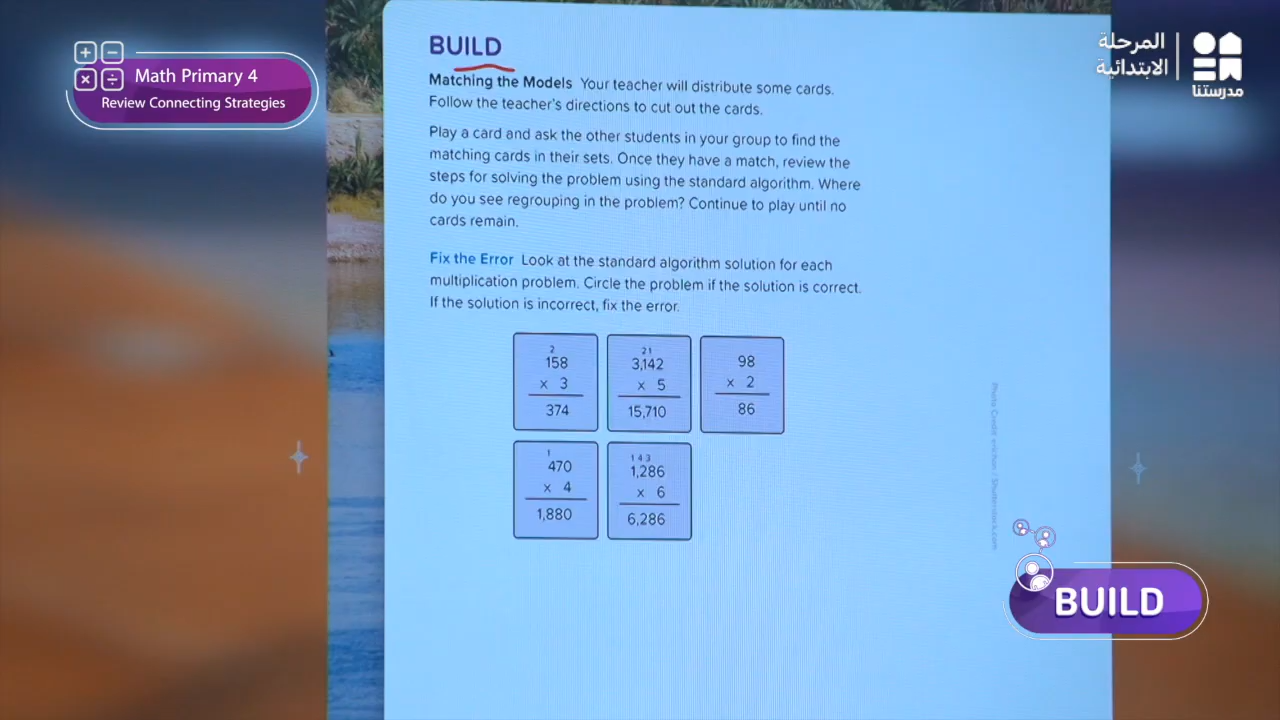 Math Primary 4
Review Connecting Strategies
المرحلة
الابتدائية
مدرستنا
BUILD
Matching the Models Your teacher will distribute some cards.
Follow the teacher's directions to cut out the cards.
Play a card and ask the other students in your group to find the
matching cards in their sets. Once they have a match, review the
steps for solving the problem using the standard algorithm. Where
do you see regrouping in the problem? Continue to play until no
cards remain.
Fix the Error Look at the standard algorithm solution for each
multiplication problem. Circle the problem if the solution is correct.
If the solution is incorrect, fix the error.
2
158
x 3
374
21
3,142
x 5
15,710
98
x 2
86
1
470
x 4
1,880
1 4 3
1,286
x 6
6,286
BUILD